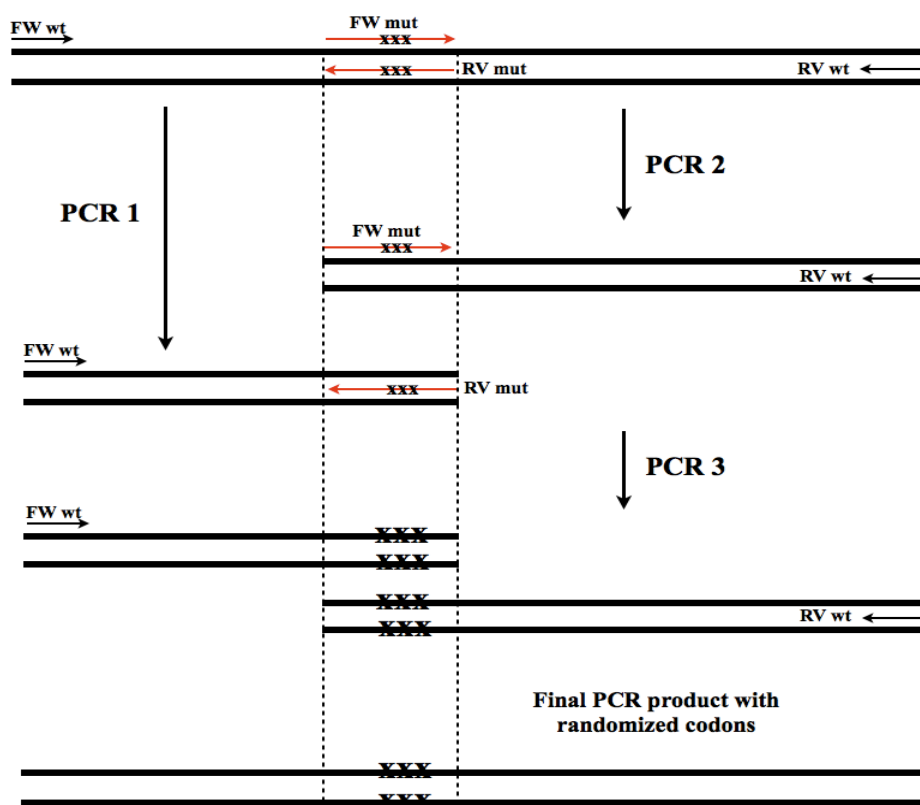 FW wt
FW mut
xxx
xxx
RV mut
RV wt
PCR 1
PCR 2
FW mut
xxx
RV wt
FW wt
xxx
RV mut
PCR 3
FW wt
XXX
XXX
XXX
RV wt
XXX
Final PCR product with
randomized codons
XXX
XXX